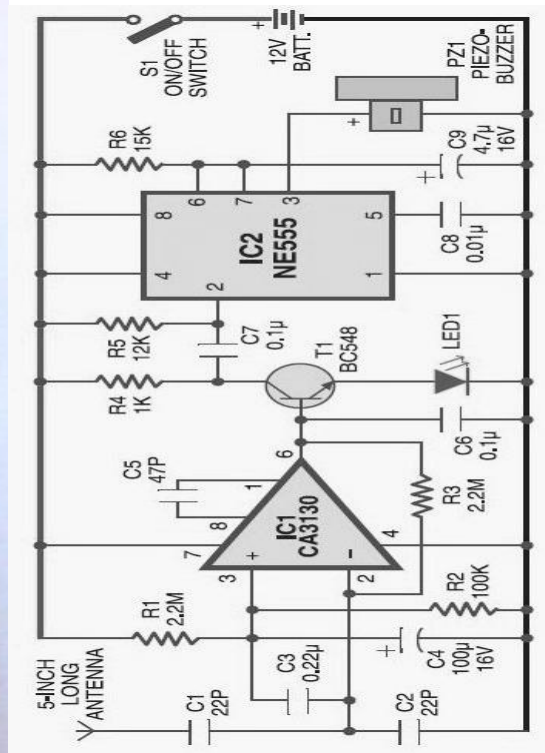 5-INCH
LONG
ANTENNA
R1
2.2M
C5
47P
R4
1K
R5
12K
R6
15K
S1
ON/OFF
SWITCH
12V
BATT.
+
C1
22P
C3
0.22µ
3
7
8
1
+
-
IC1
CA3130
6
2
4
C7
0.1µ
2
4
8
IC2
NE555
6
7
3
1
5
T1
BC548
C2
22P
+
C4
100µ
16V
R2
100K
R3
2.2M
C6
0.1µ
LED1
C8
0.01µ
+
C9
4.7µ
16V
+
PZ1
PIEZO-
BUZZER